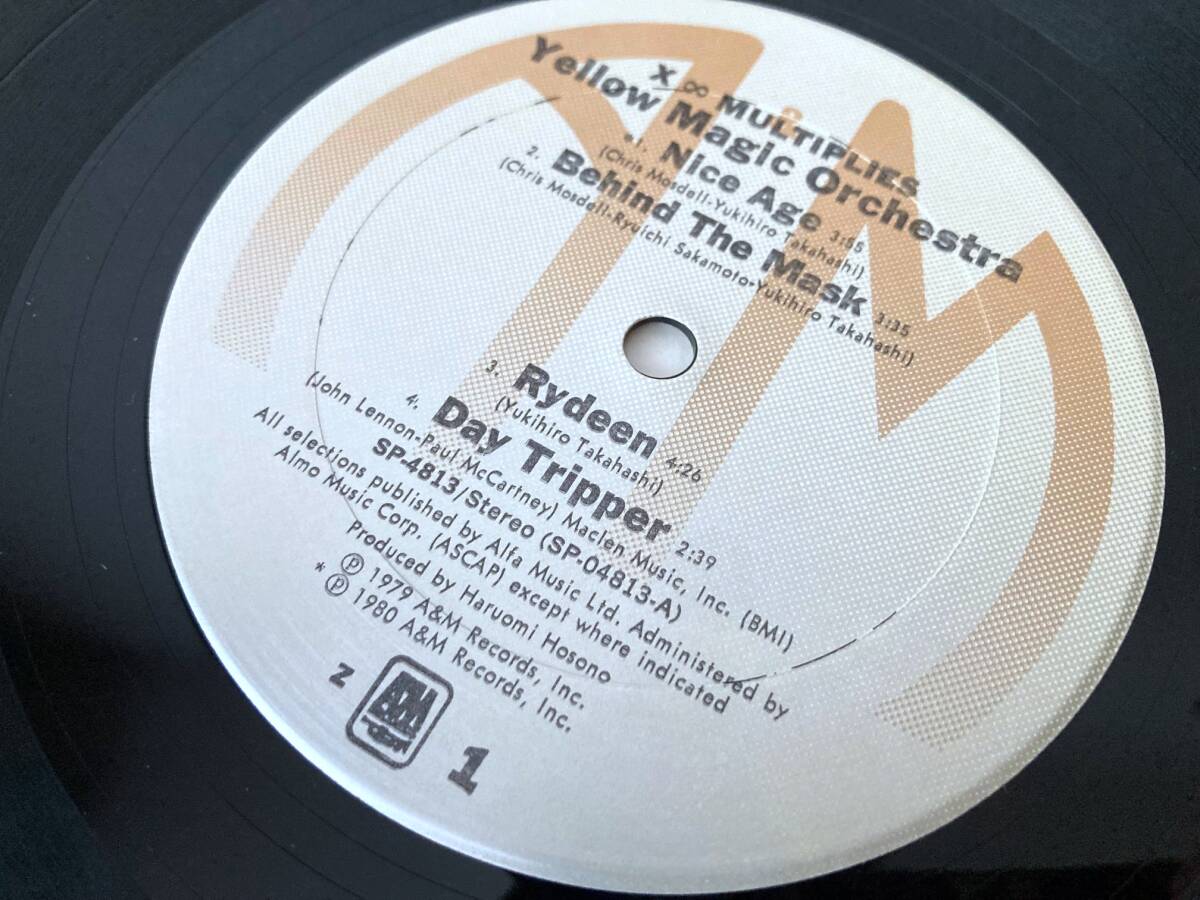 X∞ MULTIPLIES
Yellow Magic Orchestra
*1. Nice Age 3:55
(Chris Mosdell-Yukihiro Takahashi)
2. Behind The Mask 3:35
(Chris Mosdell-Ryuichi Sakamoto-Yukihiro Takahashi)
3. Rydeen 4:26
(Yukihiro Takahashi)
4. Day Tripper 2:39
(John Lennon-Paul McCartney) Maclen Music, Inc. (BMI)
SP-4813/Stereo (SP-04813-A)
All selections published by Alfa Music Ltd. Administered by
Almo Music Corp. (ASCAP) except where indicated
Produced by Haruomi Hosono
℗ 1979 A&M Records, Inc.
* ℗ 1980 A&M Records, Inc.
z
1